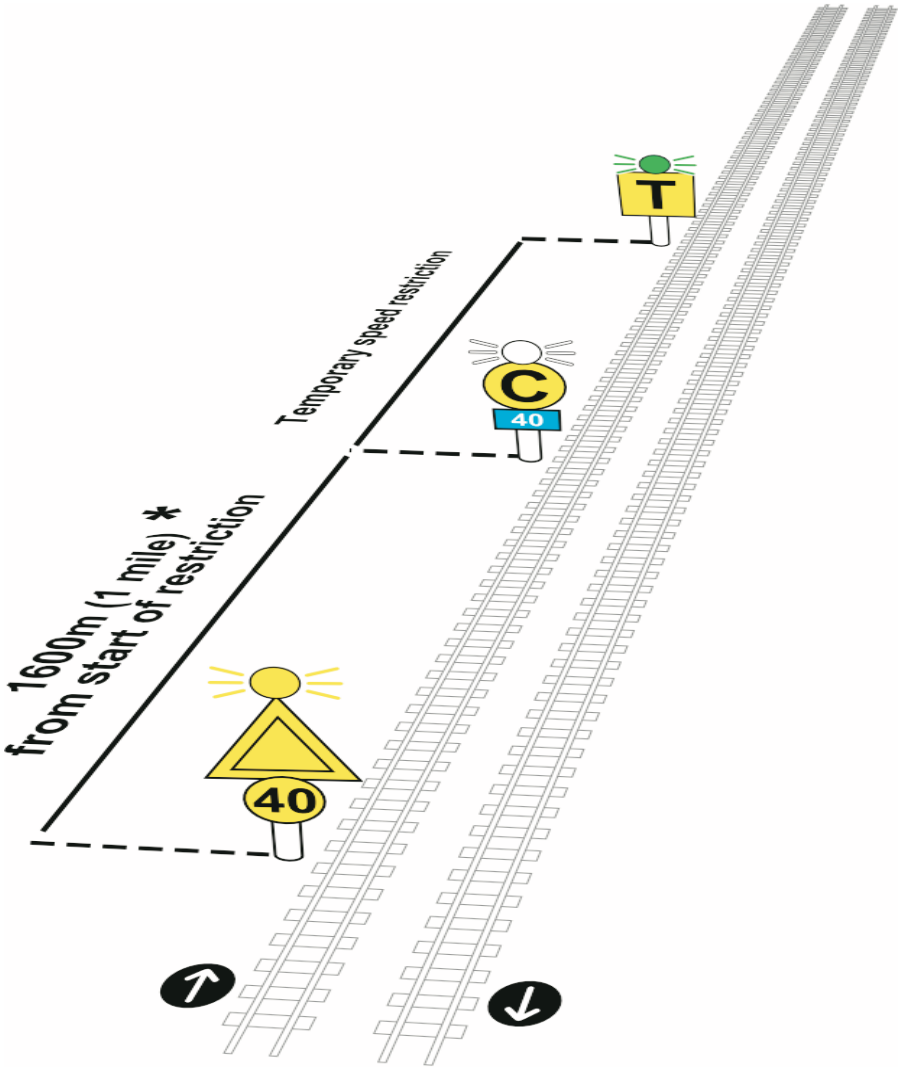 T
Temporary speed restriction
C
40
1600m (1 mile) *
from start of restriction
40